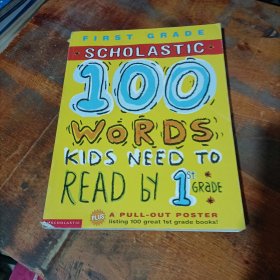 FIRST GRADE
SCHOLASTIC
100
WORDS
KIDS NEED TO
READ by 1ST GRADE
PLUS A PULL-OUT POSTER
listing 100 great 1st grade books!
SCHOLASTIC